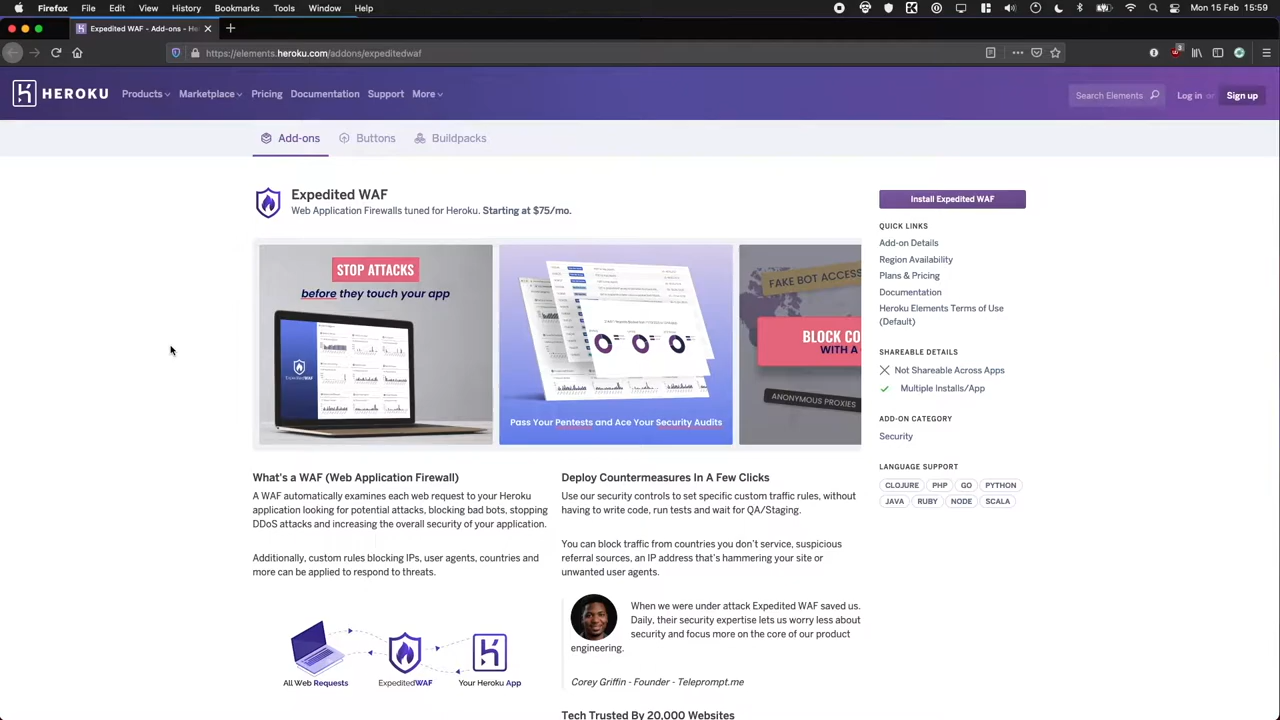 Firefox File Edit View History Bookmarks Tools Window Help Mon 15 Feb 15:59
Expedited WAF - Add-ons - He
https://elements.heroku.com/addons/expeditedwaf
3
HEROKU Products Marketplace Pricing Documentation Support More Search Elements Log in or Sign up
Add-ons Buttons Buildpacks
Expedited WAF
Web Application Firewalls tuned for Heroku. Starting at $75/mo.
STOP ATTACKS
before they touch your app
ExpeditedWAF
Pass Your Pentests and Ace Your Security Audits
FAKE BOT ACCESS
BLOCK CO
WITH A
ANONYMOUS PROXIES
What's a WAF (Web Application Firewall)
A WAF automatically examines each web request to your Heroku
application looking for potential attacks, blocking bad bots, stopping
DDoS attacks and increasing the overall security of your application.
Additionally, custom rules blocking IPs, user agents, countries and
more can be applied to respond to threats.
All Web Requests
ExpeditedWAF
Your Heroku App
Deploy Countermeasures In A Few Clicks
Use our security controls to set specific custom traffic rules, without
having to write code, run tests and wait for QA/Staging.
You can block traffic from countries you don't service, suspicious
referral sources, an IP address that's hammering your site or
unwanted user agents.
When we were under attack Expedited WAF saved us.
Daily, their security expertise lets us worry less about
security and focus more on the core of our product
engineering.
Corey Griffin - Founder - Teleprompt.me
Tech Trusted By 20,000 Websites
Install Expedited WAF
QUICK LINKS
Add-on Details
Region Availability
Plans & Pricing
Documentation
Heroku Elements Terms of Use
(Default)
SHAREABLE DETAILS
Not Shareable Across Apps
Multiple Installs/App
ADD-ON CATEGORY
Security
LANGUAGE SUPPORT
CLOJURE PHP GO PYTHON
JAVA RUBY NODE SCALA